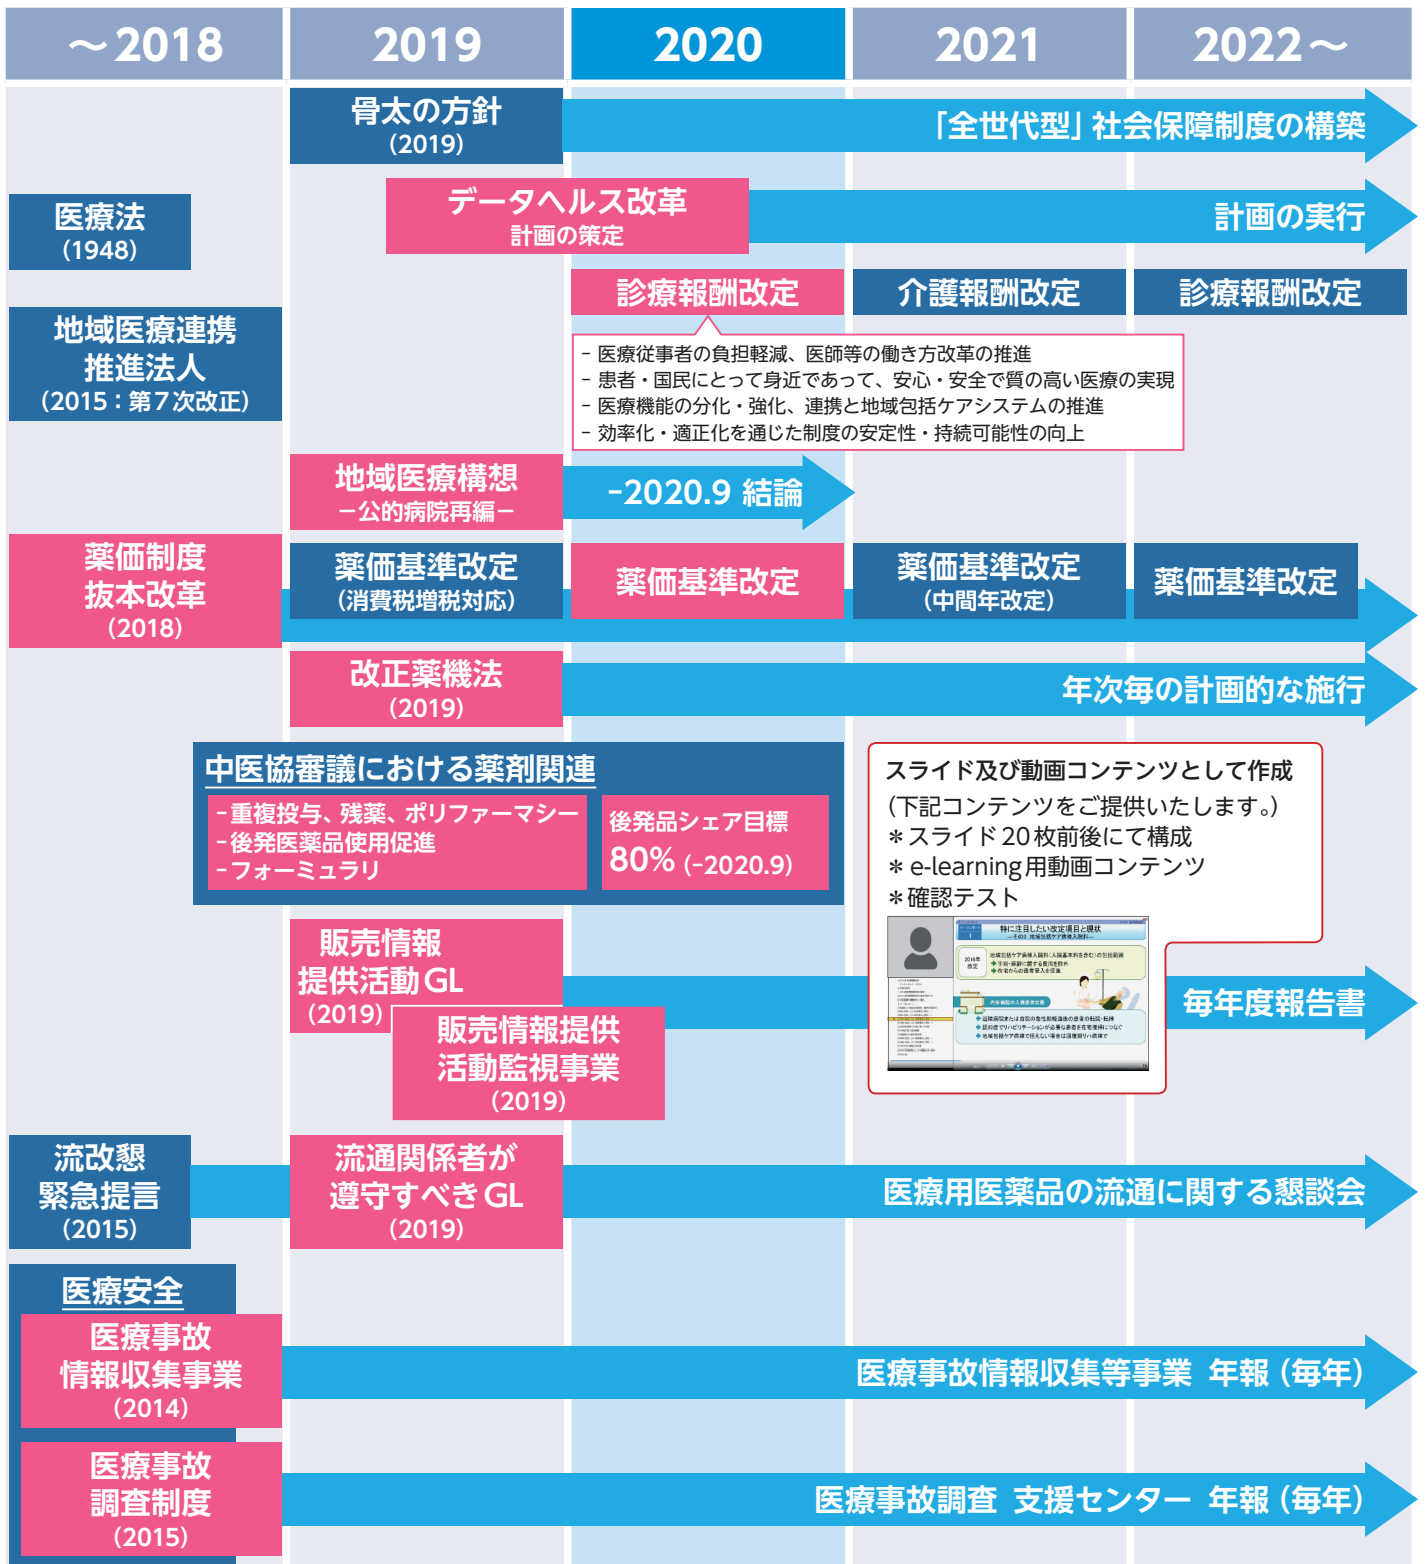 ～2018
2019
2020
2021
2022～
骨太の方針
（2019）
「全世代型」社会保障制度の構築
データヘルス改革
計画の策定
計画の実行
医療法
（1948）
診療報酬改定
介護報酬改定
診療報酬改定
地域医療連携
推進法人
（2015：第7次改正）
- 医療従事者の負担軽減、医師等の働き方改革の推進
- 患者・国民にとって身近であって、安心・安全で質の高い医療の実現
- 医療機能の分化・強化、連携と地域包括ケアシステムの推進
- 効率化・適正化を通じた制度の安定性・持続可能性の向上
地域医療構想
－公的病院再編－
-2020.9 結論
薬価制度
抜本改革
（2018）
薬価基準改定
（消費税増税対応）
薬価基準改定
薬価基準改定
（中間年改定）
薬価基準改定
改正薬機法
（2019）
年次毎の計画的な施行
中医協審議における薬剤関連
- 重複投与、残薬、ポリファーマシー
- 後発医薬品使用促進
- フォーミュラリ
後発品シェア目標
80%（-2020.9）
スライド及び動画コンテンツとして作成
（下記コンテンツをご提供いたします。）
＊スライド20枚前後にて構成
＊e-learning用動画コンテンツ
＊確認テスト
特に注目したい改定項目と現状
販売情報
提供活動GL
（2019）
販売情報提供
活動監視事業
（2019）
毎年度報告書
流改懇
緊急提言
（2015）
流通関係者が
遵守すべきGL
（2019）
医療用医薬品の流通に関する懇談会
医療安全
医療事故
情報収集事業
（2014）
医療事故情報収集等事業 年報（毎年）
医療事故
調査制度
（2015）
医療事故調査 支援センター 年報（毎年）